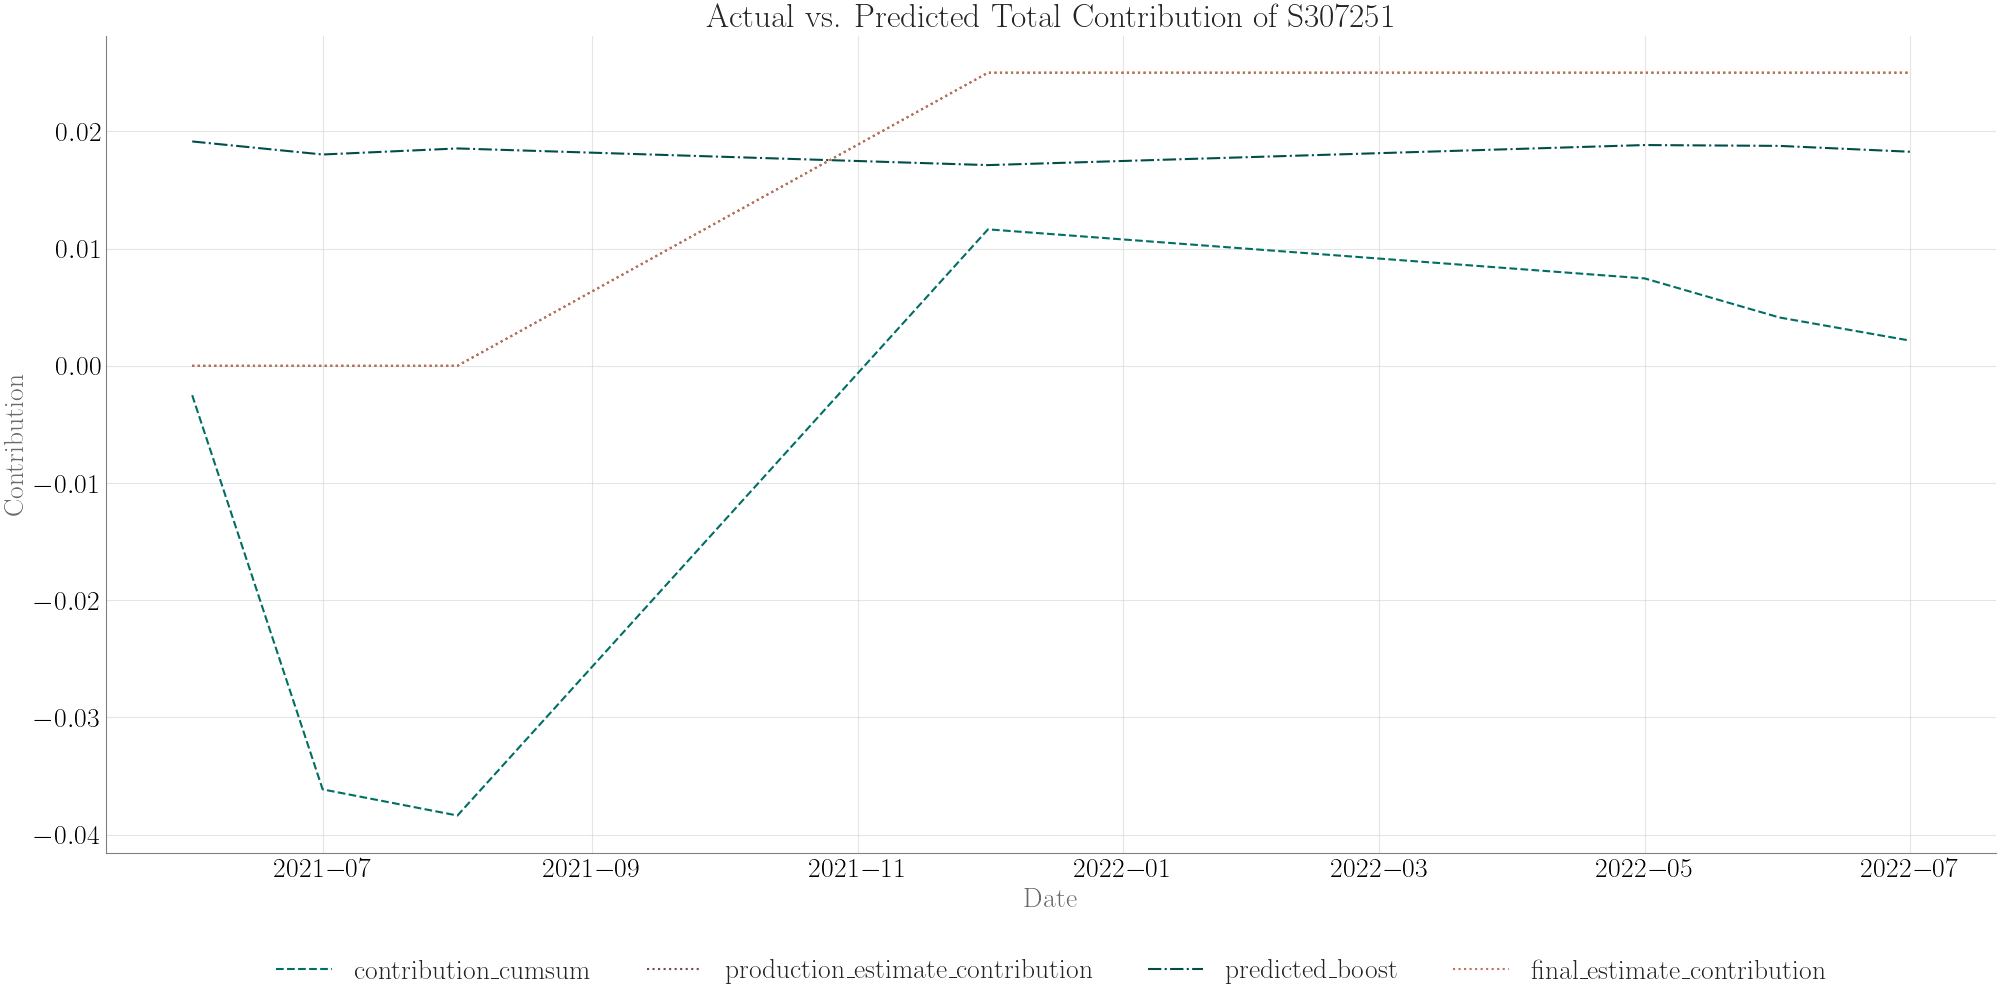 Actual vs. Predicted Total Contribution of S307251
0.02
0.01
0.00
−0.01
−0.02
−0.03
−0.04
Contribution
2021−07 2021−09 2021−11 2022−01 2022−03 2022−05 2022−07
Date
contribution_cumsum production_estimate_contribution predicted_boost final_estimate_contribution